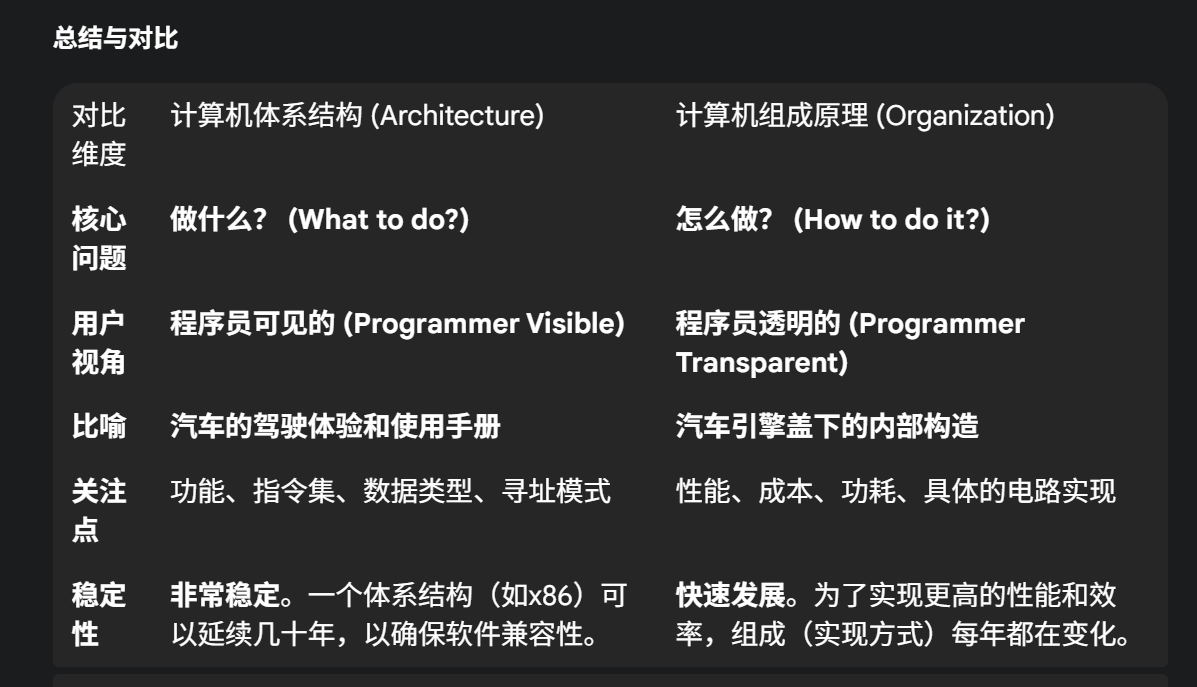 总结与对比
对比
维度
计算机体系结构 (Architecture)
计算机组成原理 (Organization)
核心
问题
做什么？ (What to do?)
怎么做？ (How to do it?)
用户
视角
程序员可见的 (Programmer Visible)
程序员透明的 (Programmer
Transparent)
比喻
汽车的驾驶体验和使用手册
汽车引擎盖下的内部构造
关注
点
功能、指令集、数据类型、寻址模式
性能、成本、功耗、具体的电路实现
稳定
性
非常稳定。一个体系结构（如x86）可
以延续几十年，以确保软件兼容性。
快速发展。为了实现更高的性能和效
率，组成（实现方式）每年都在变化。